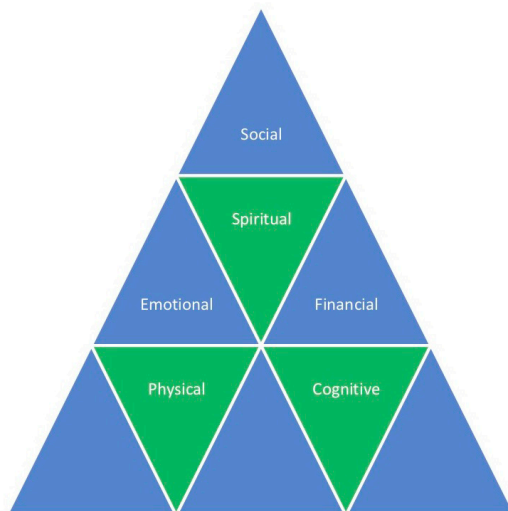 Social
Spiritual
Emotional
Financial
Physical
Cognitive